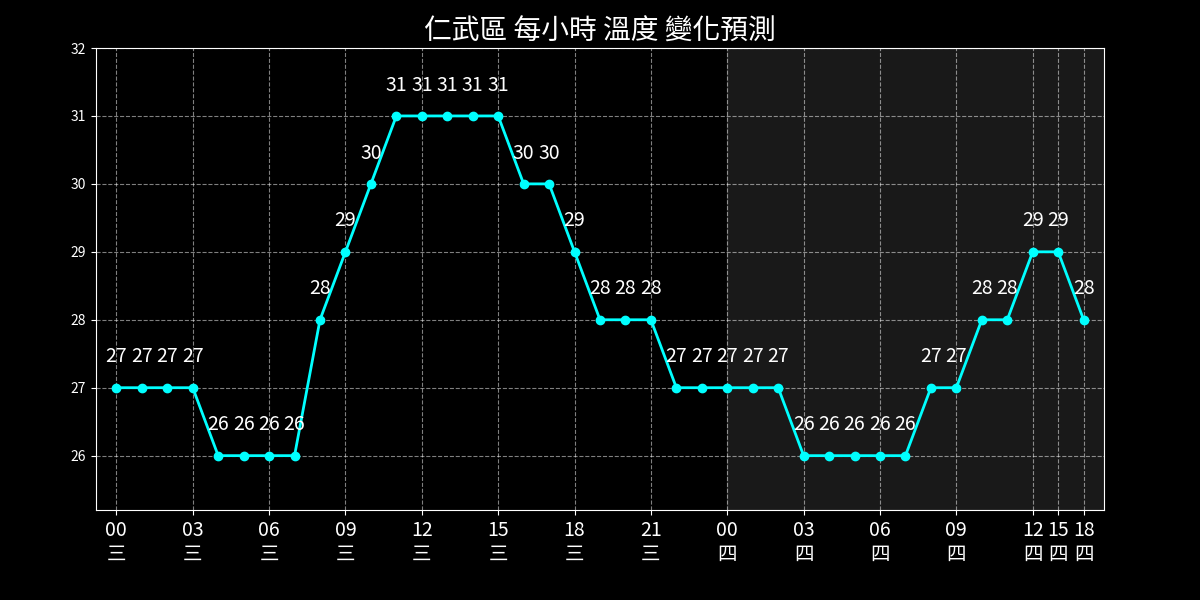 仁武區 每小時 溫度 變化預測
32
31 31 31 31 31
31
30 30 30
30
29 29 29 29
29
28 28 28 28 28 28 28
28
27 27 27 27 27 27 27 27 27 27 27
27
26 26 26 26 26 26 26 26 26
26
00 03 06 09 12 15 18 21 00 03 06 09 12 15 18
三 三 三 三 三 三 三 三 四 四 四 四 四 四 四